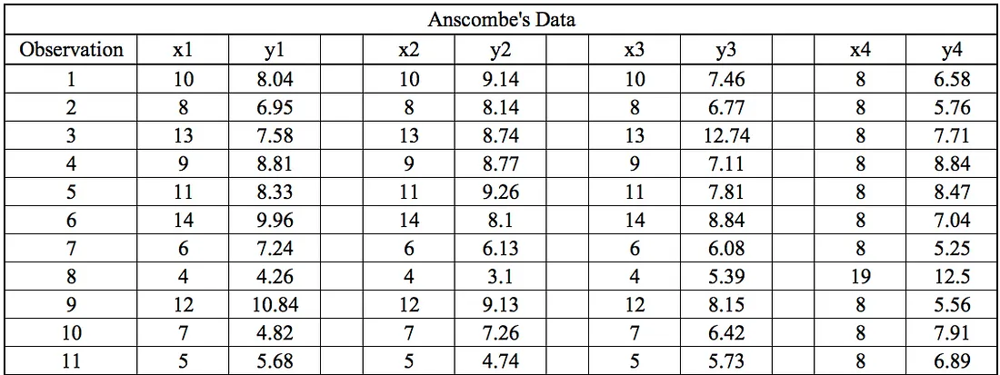 Anscombe's Data
Observation x1 y1 x2 y2 x3 y3 x4 y4
1 10 8.04 10 9.14 10 7.46 8 6.58
2 8 6.95 8 8.14 8 6.77 8 5.76
3 13 7.58 13 8.74 13 12.74 8 7.71
4 9 8.81 9 8.77 9 7.11 8 8.84
5 11 8.33 11 9.26 11 7.81 8 8.47
6 14 9.96 14 8.1 14 8.84 8 7.04
7 6 7.24 6 6.13 6 6.08 8 5.25
8 4 4.26 4 3.1 4 5.39 19 12.5
9 12 10.84 12 9.13 12 8.15 8 5.56
10 7 4.82 7 7.26 7 6.42 8 7.91
11 5 5.68 5 4.74 5 5.73 8 6.89